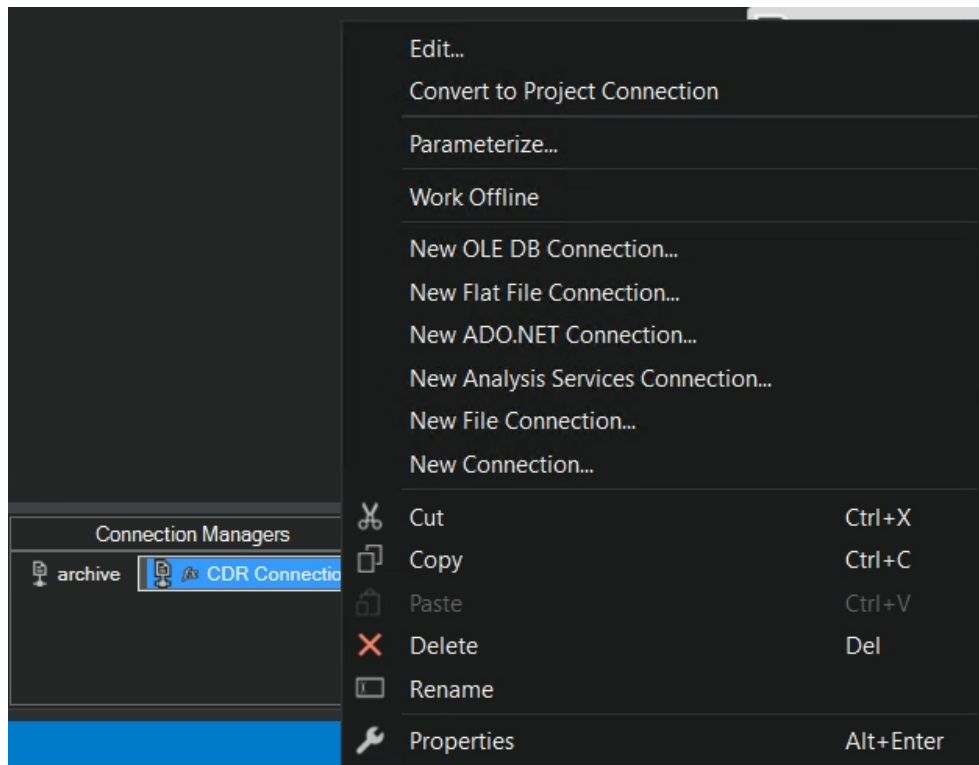 Edit...
Convert to Project Connection
Parameterize...
Work Offline
New OLE DB Connection...
New Flat File Connection...
New ADO.NET Connection...
New Analysis Services Connection...
New File Connection...
New Connection...
Cut Ctrl+X
Copy Ctrl+C
Paste Ctrl+V
Delete Del
Rename
Properties Alt+Enter
Connection Managers
archive fx CDR Connectio